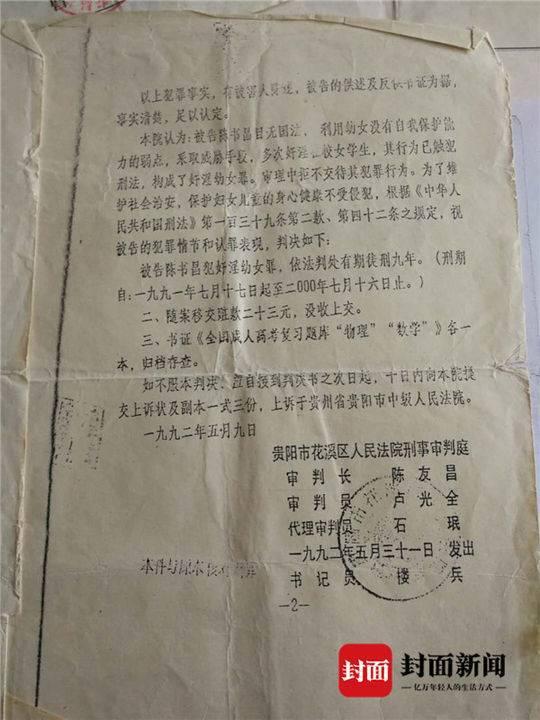 以上犯罪事实，有被害人陈述，被告的供述及反映书证为据，
事实清楚，足以认定。
本院认为：被告陈书昌目无国法，利用幼女没有自我保护能
力的弱点，采取威胁手段，多次奸淫在校女学生，其行为已触犯
刑法，构成了奸淫幼女罪。审理中拒不交待其犯罪行为。为了维
护社会治安，保护妇女儿童的身心健康不受侵犯，根据《中华人
民共和国刑法》第一百三十九条第二款、第四十二条之规定，视
被告的犯罪情节和认罪表现，判决如下：
被告陈书昌犯奸淫幼女罪，依法判处有期徒刑九年。（刑期
自：一九九一年七月十七日起至二000年七月十六日止。）
二、随案移交赃款二十三元，没收上交。
三、书证《全国成人高考复习题库“物理”“数学”》各一
本，归档存查。
如不服本判决，应自接到判决书之次日起，十日内向本院提
交上诉状及副本一式三份，上诉于贵州省贵阳市中级人民法院。
一九九二年五月九日
贵阳市花溪区人民法院刑事审判庭
审判长 陈友昌
审判员 卢光全
代理审判员 石珉
一九九二年五月三十一日 发出
书记员 楼兵
本件与原本核对
—2—
封面 封面新闻
亿万年轻人的生活方式